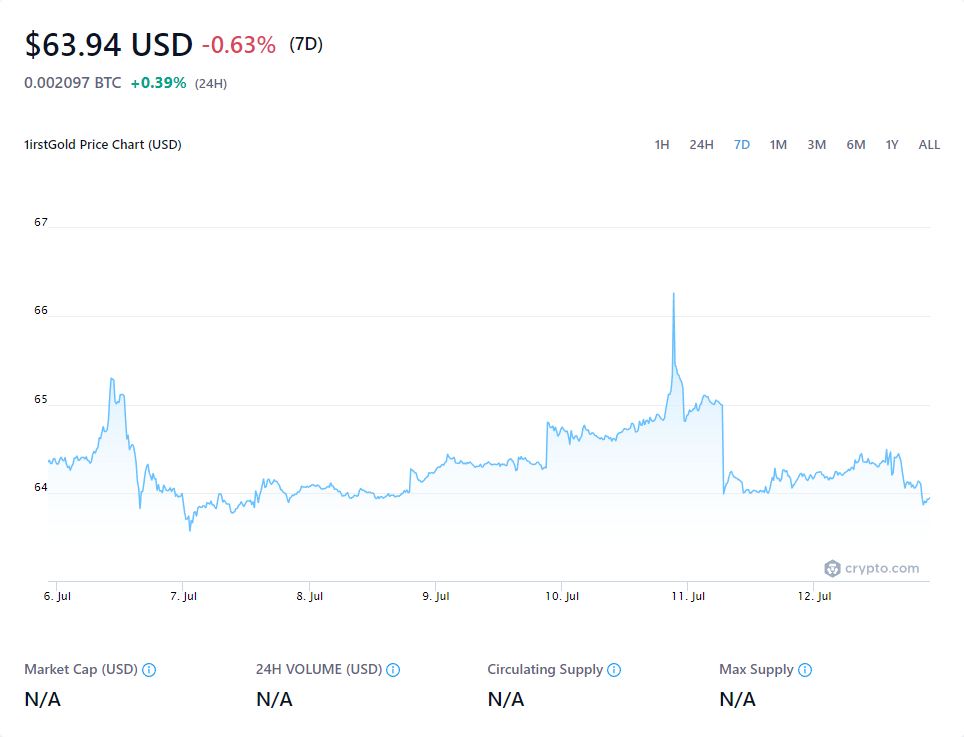 $63.94 USD -0.63% (7D)
0.002097 BTC +0.39% (24H)
1irstGold Price Chart (USD) 1H 24H 7D 1M 3M 6M 1Y ALL
67
66
65
64
crypto.com
6. Jul 7. Jul 8. Jul 9. Jul 10. Jul 11. Jul 12. Jul
Market Cap (USD) 24H VOLUME (USD) Circulating Supply Max Supply
N/A N/A N/A N/A